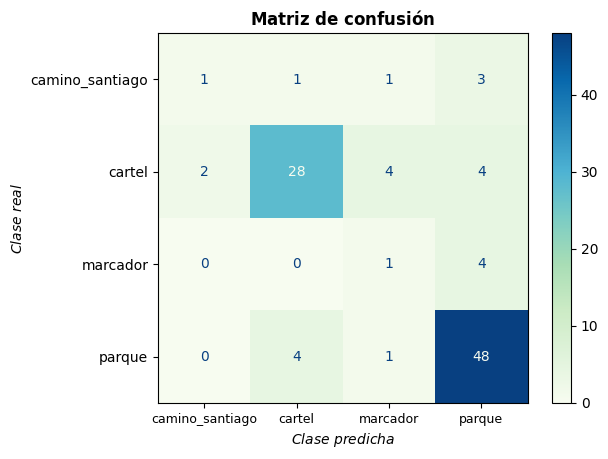 Matriz de confusión
camino_santiago 1 1 1 3
cartel 2 28 4 4
marcador 0 0 1 4
parque 0 4 1 48
camino_santiago cartel marcador parque
Clase predicha
Clase real
40
30
20
10
0